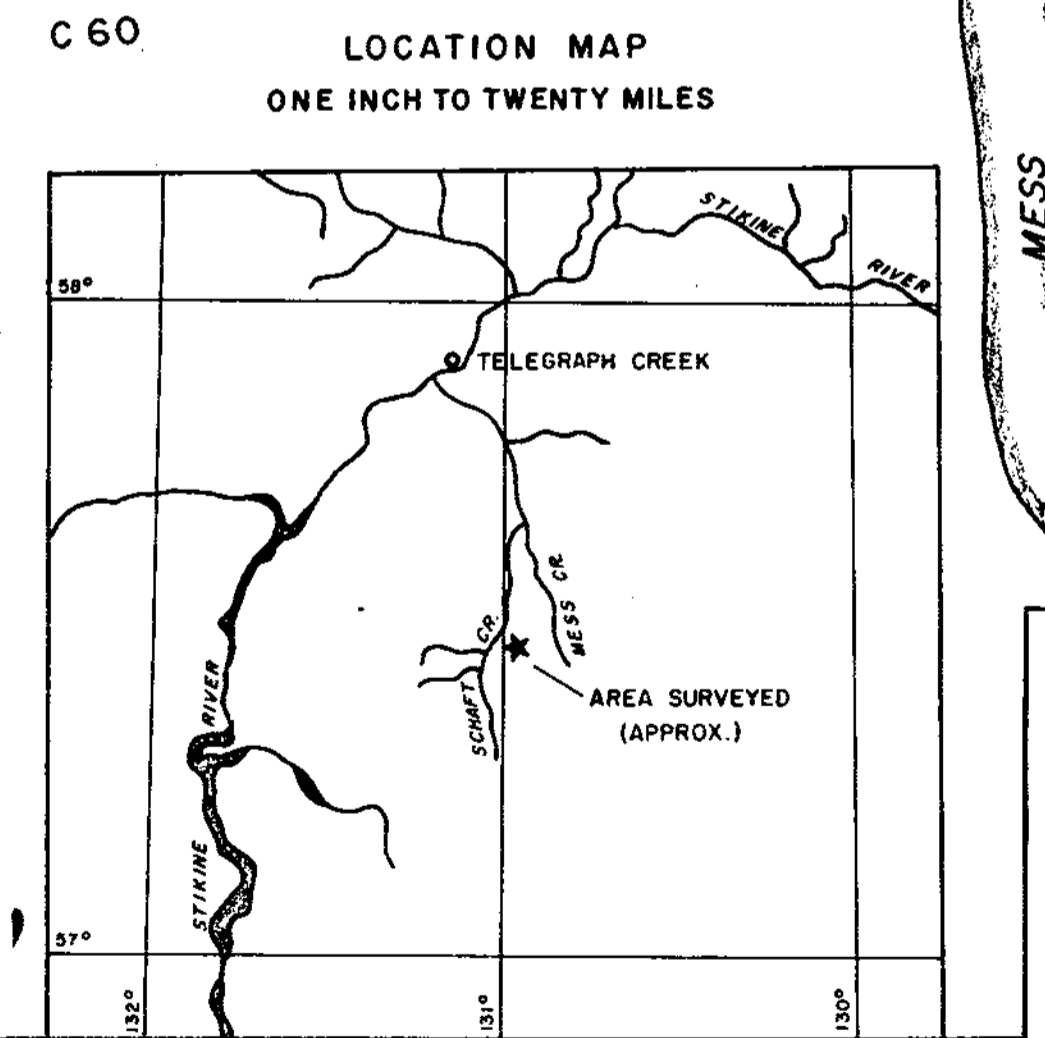 C 60
LOCATION MAP
ONE INCH TO TWENTY MILES
MESS
STIKINE
RIVER
58°
TELEGRAPH CREEK
MESS CR.
CR.
SCHAFT
AREA SURVEYED
(APPROX.)
RIVER
STIKINE
57°
132°
131°
130°